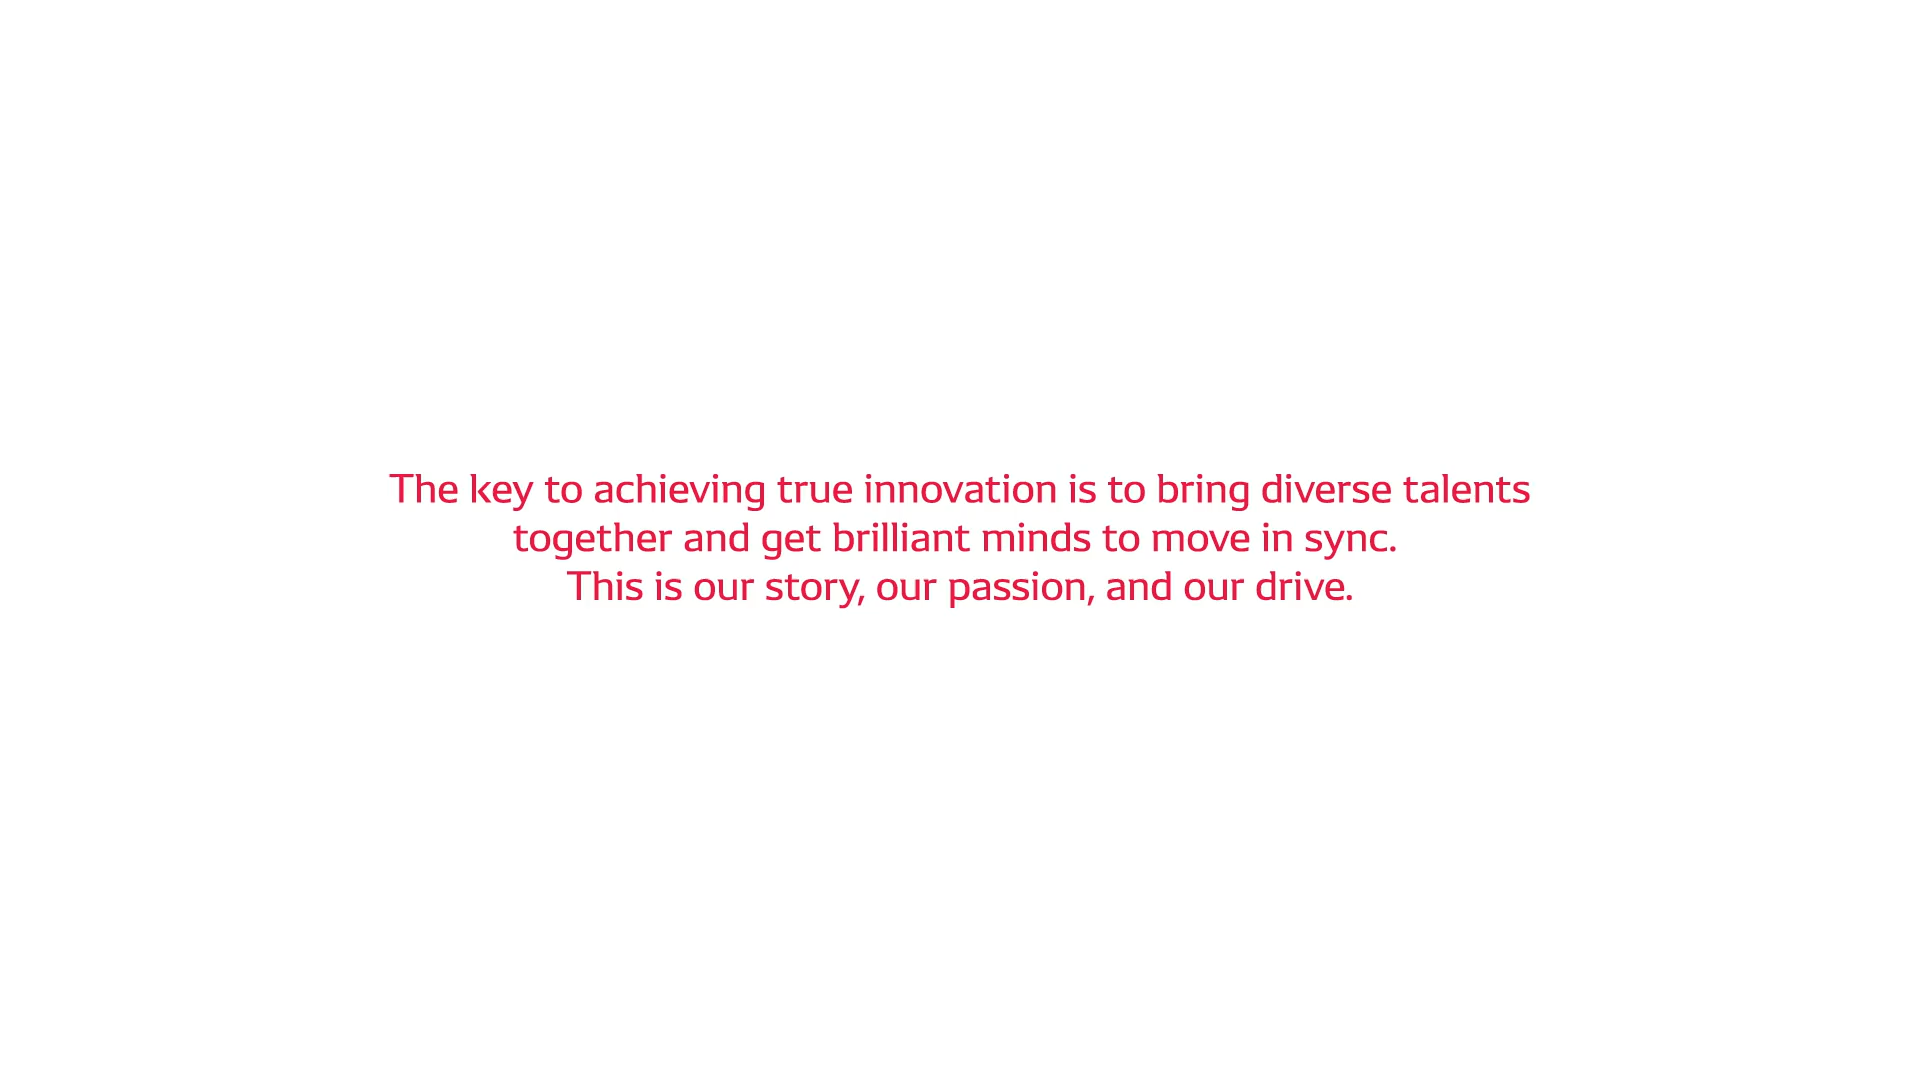 The key to achieving true innovation is to bring diverse talents
together and get brilliant minds to move in sync.
This is our story, our passion, and our drive.